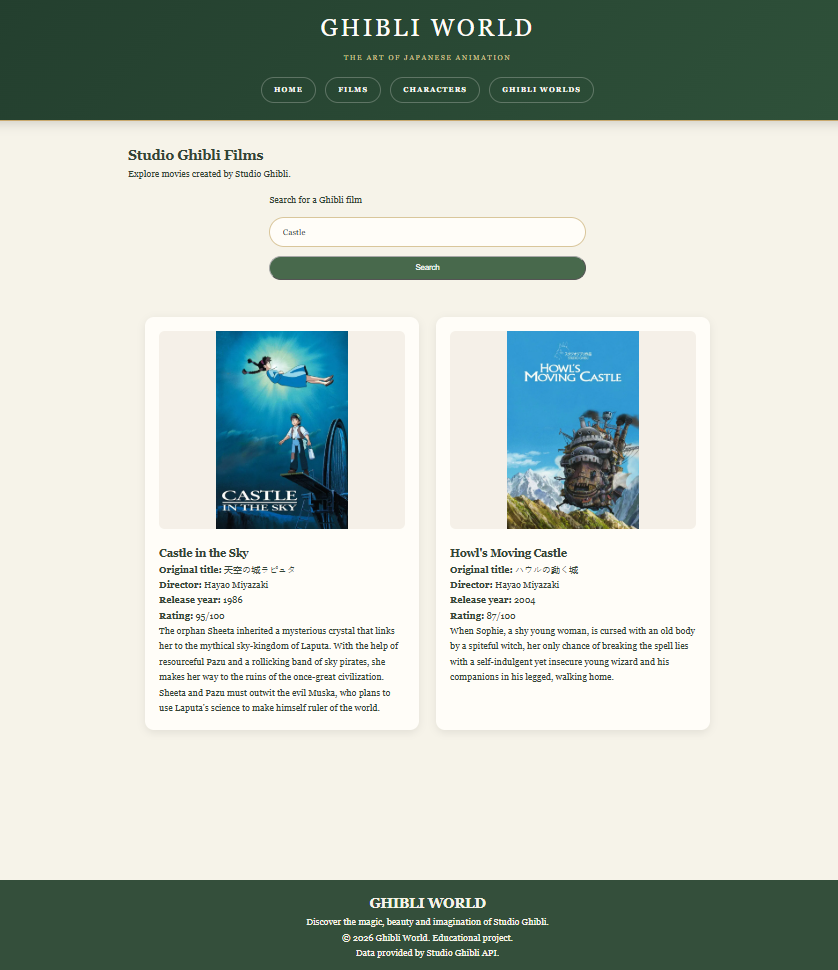 GHIBLI WORLD
THE ART OF JAPANESE ANIMATION
HOME
FILMS
CHARACTERS
GHIBLI WORLDS
Studio Ghibli Films
Explore movies created by Studio Ghibli.
Search for a Ghibli film
Castle
Search
CASTLE
IN THE SKY
Castle in the Sky
Original title: 天空の城ラピュタ
Director: Hayao Miyazaki
Release year: 1986
Rating: 95/100
The orphan Sheeta inherited a mysterious crystal that links
her to the mythical sky-kingdom of Laputa. With the help of
resourceful Pazu and a rollicking band of sky pirates, she
makes her way to the ruins of the once-great civilization.
Sheeta and Pazu must outwit the evil Muska, who plans to
use Laputa's science to make himself ruler of the world.
HOWL'S
MOVING CASTLE
Howl's Moving Castle
Original title: ハウルの動く城
Director: Hayao Miyazaki
Release year: 2004
Rating: 87/100
When Sophie, a shy young woman, is cursed with an old body
by a spiteful witch, her only chance of breaking the spell lies
with a self-indulgent yet insecure young wizard and his
companions in his legged, walking home.
GHIBLI WORLD
Discover the magic, beauty and imagination of Studio Ghibli.
© 2026 Ghibli World. Educational project.
Data provided by Studio Ghibli API.